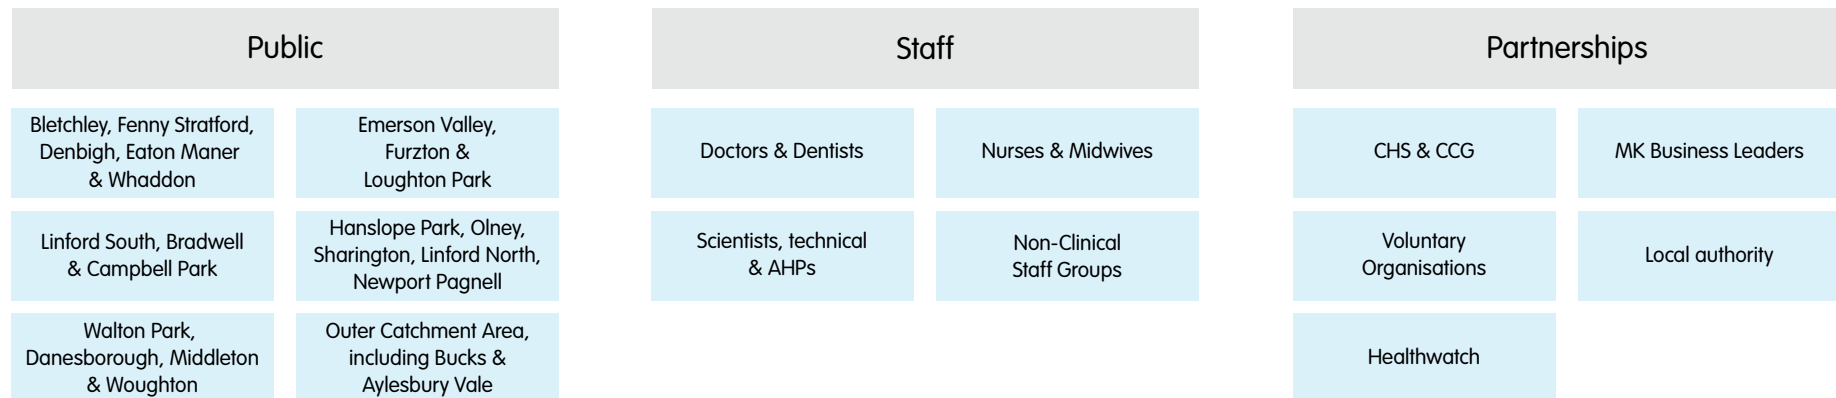 Public
Bletchley, Fenny Stratford,
Denbigh, Eaton Maner
& Whaddon
Emerson Valley,
Furzton &
Loughton Park
Linford South, Bradwell
& Campbell Park
Hanslope Park, Olney,
Sharington, Linford North,
Newport Pagnell
Walton Park,
Danesborough, Middleton
& Woughton
Outer Catchment Area,
including Bucks &
Aylesbury Vale
Staff
Doctors & Dentists
Nurses & Midwives
Scientists, technical
& AHPs
Non-Clinical
Staff Groups
Partnerships
CHS & CCG
MK Business Leaders
Voluntary
Organisations
Local authority
Healthwatch